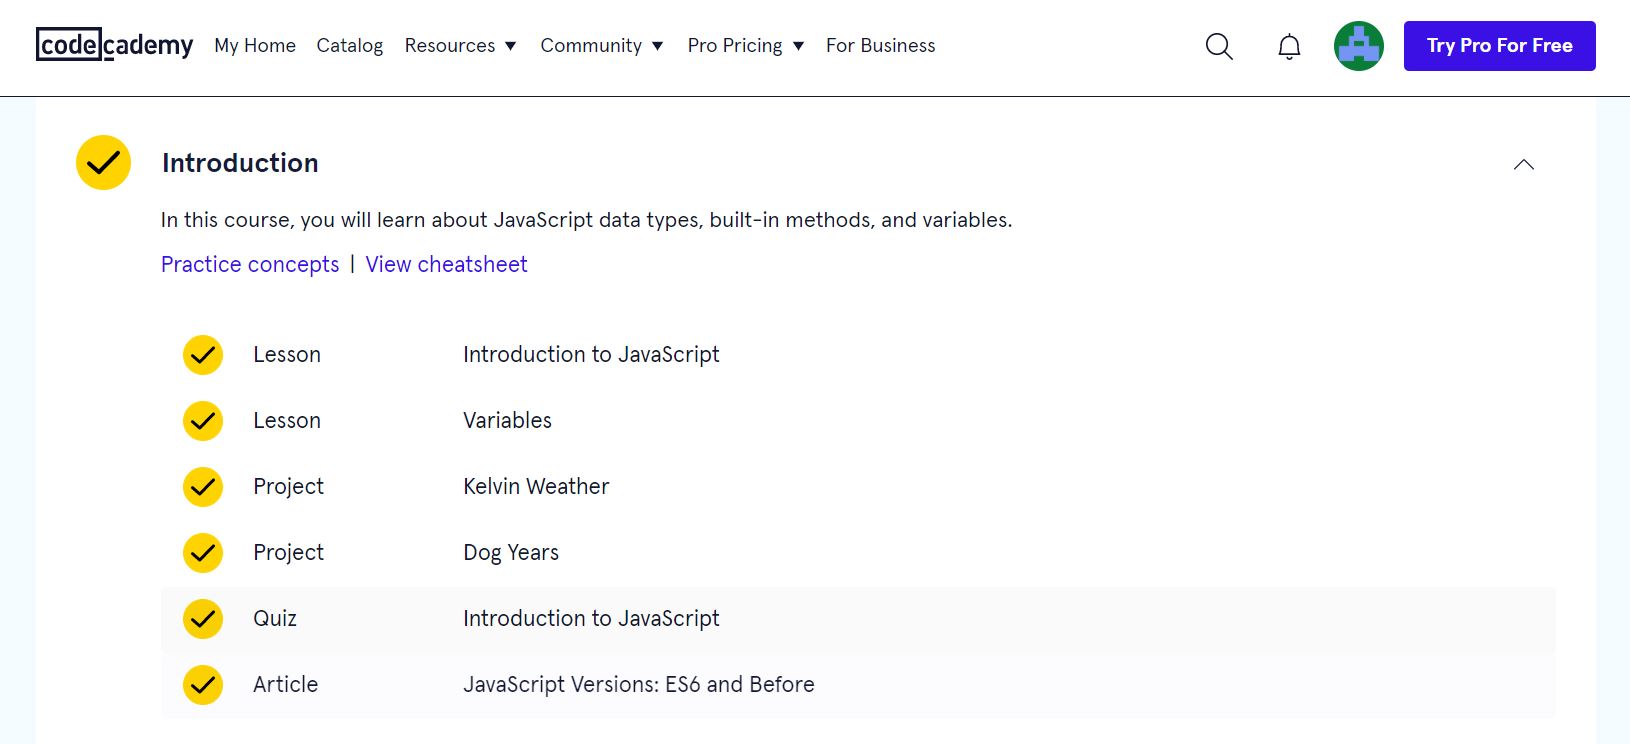 codecademy My Home Catalog Resources ▼ Community ▼ Pro Pricing ▼ For Business Try Pro For Free
Introduction
In this course, you will learn about JavaScript data types, built-in methods, and variables.
Practice concepts | View cheatsheet
Lesson Introduction to JavaScript
Lesson Variables
Project Kelvin Weather
Project Dog Years
Quiz Introduction to JavaScript
Article JavaScript Versions: ES6 and Before